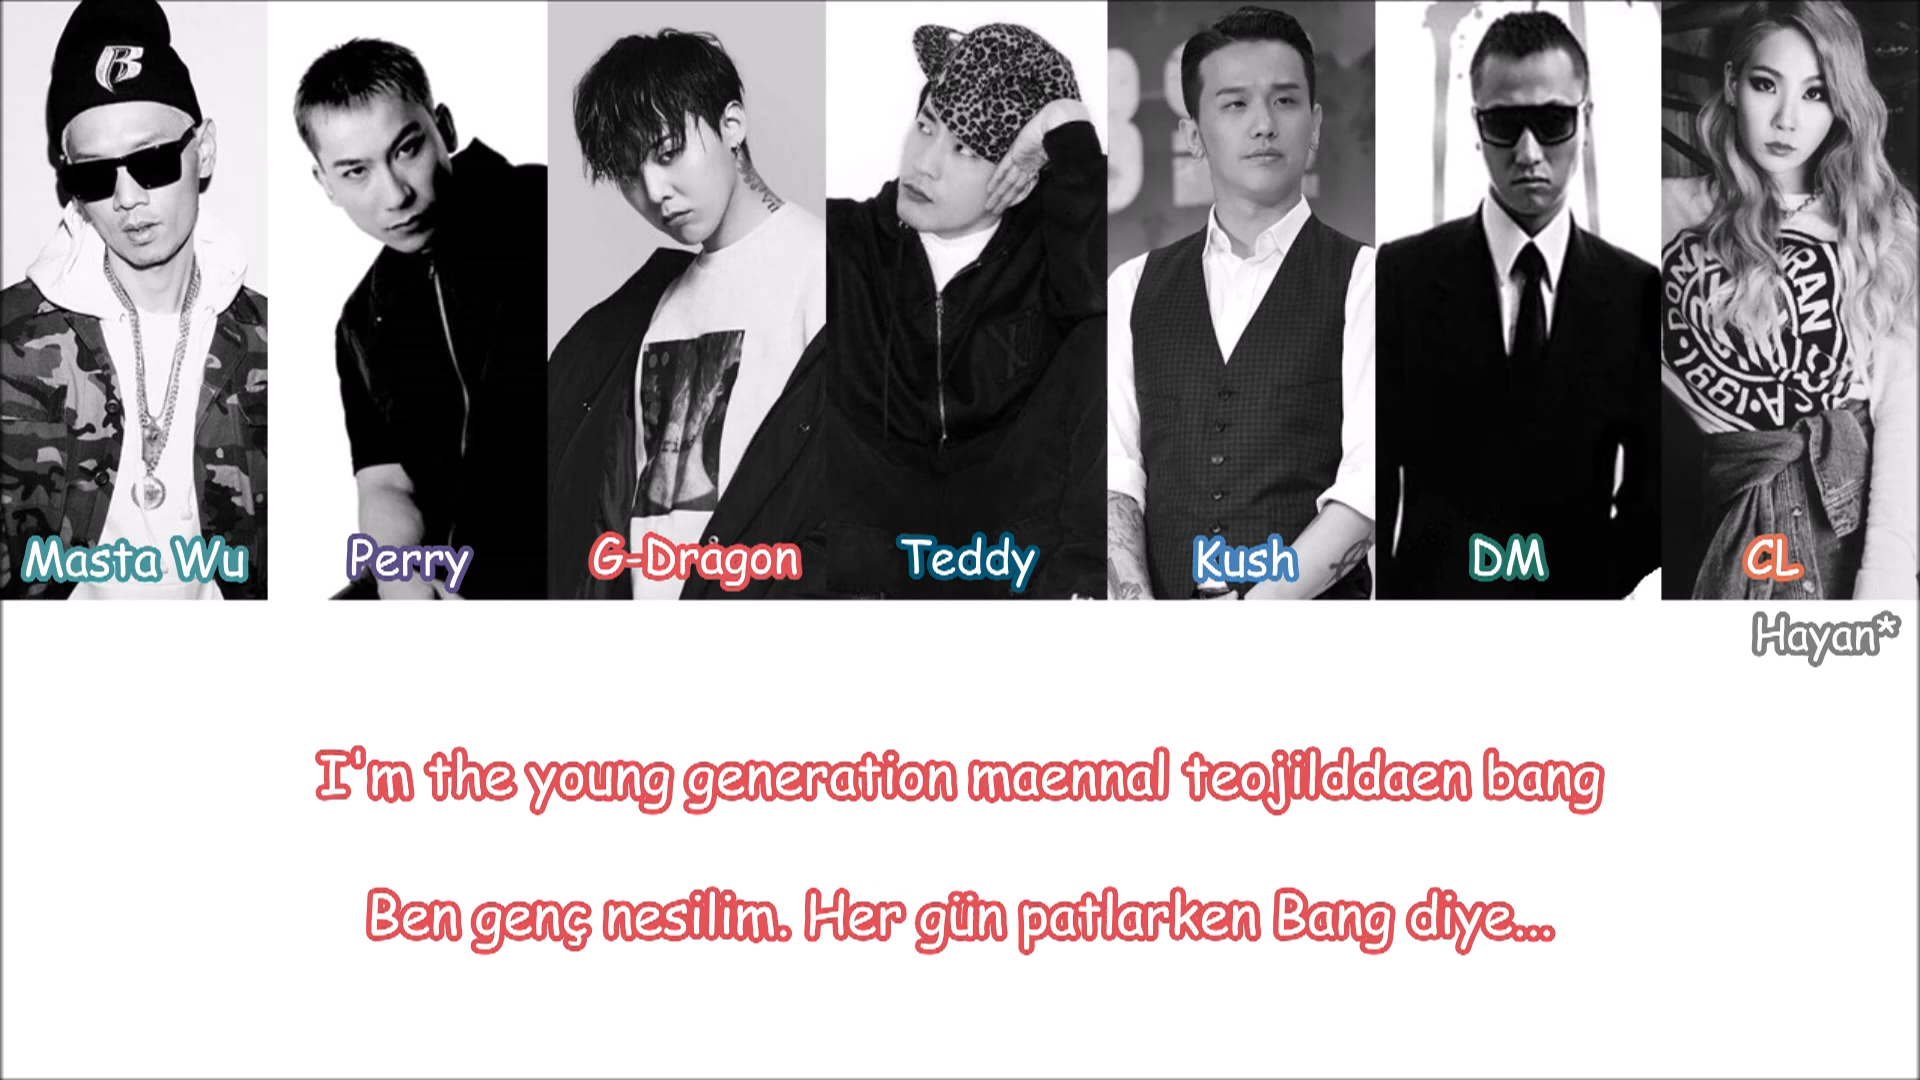 Masta Wu
Perry
G-Dragon
Teddy
Kush
DM
CL
Hayan*
I'm the young generation maennal teojilddaen bang
Ben genç nesilim. Her gün patlarken Bang diye...